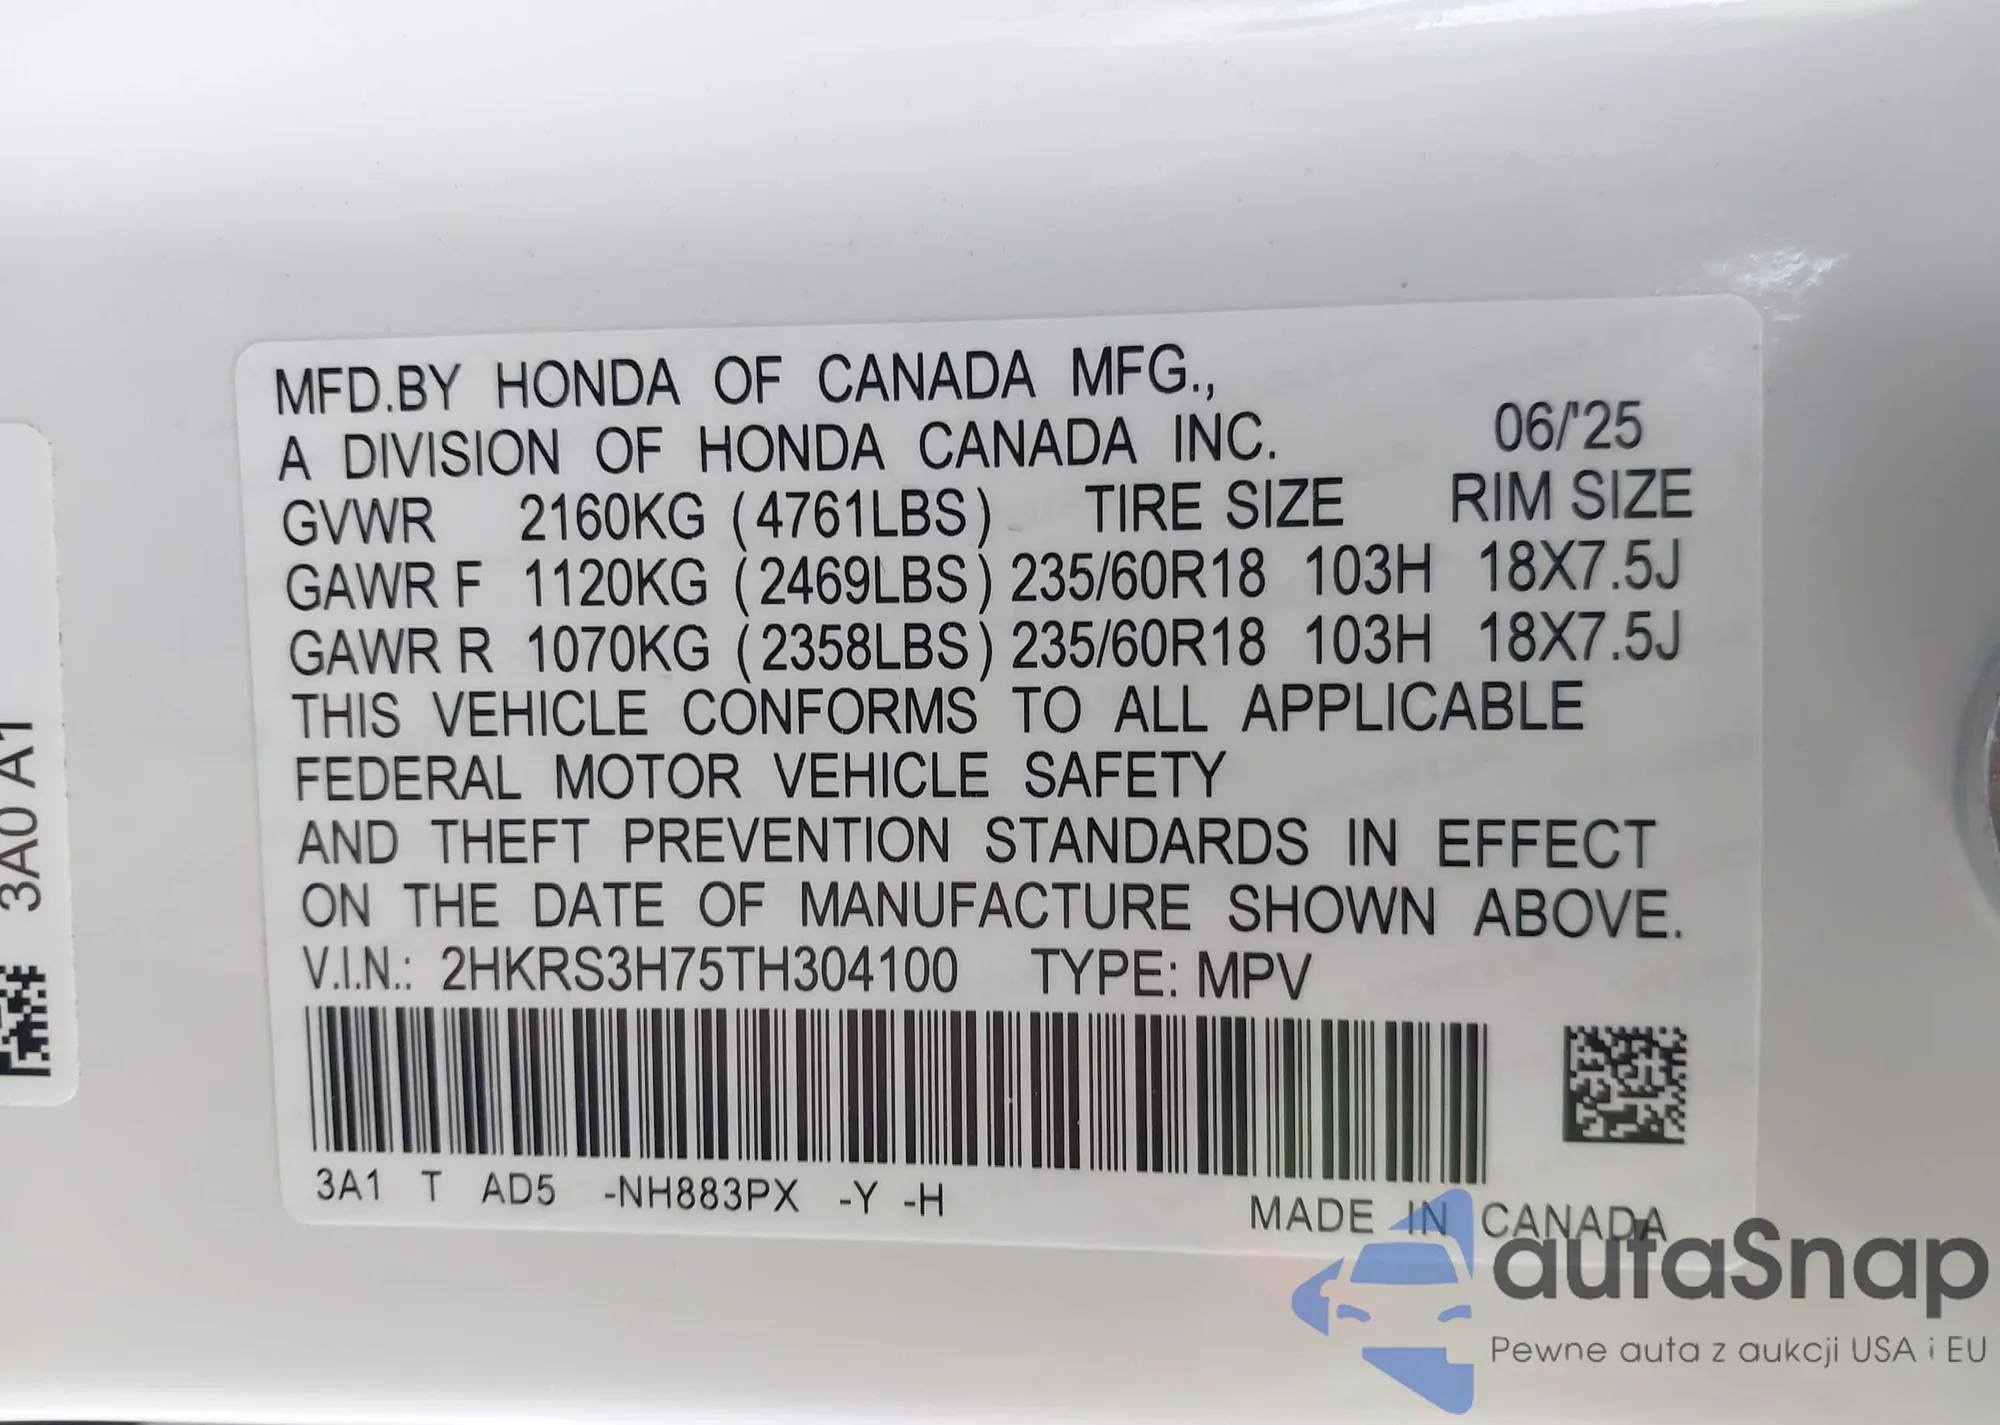 MFD.BY HONDA OF CANADA MFG.,
A DIVISION OF HONDA CANADA INC. 06/'25
GVWR 2160KG (4761LBS) TIRE SIZE RIM SIZE
GAWR F 1120KG (2469LBS) 235/60R18 103H 18X7.5J
GAWR R 1070KG (2358LBS) 235/60R18 103H 18X7.5J
THIS VEHICLE CONFORMS TO ALL APPLICABLE
FEDERAL MOTOR VEHICLE SAFETY
AND THEFT PREVENTION STANDARDS IN EFFECT
ON THE DATE OF MANUFACTURE SHOWN ABOVE.
V.I.N.: 2HKRS3H75TH304100 TYPE: MPV
3A1 T AD5 -NH883PX -Y -H
MADE IN CANADA
3A0 A1
autaSnap
Pewne auta z aukcji USA i EU